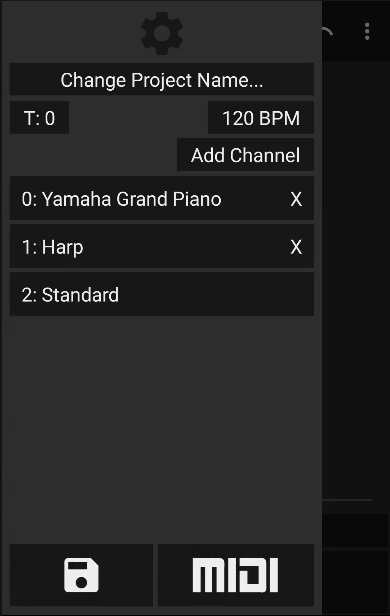 Change Project Name...
T: 0 120 BPM
Add Channel
0: Yamaha Grand Piano X
1: Harp X
2: Standard
MIDI